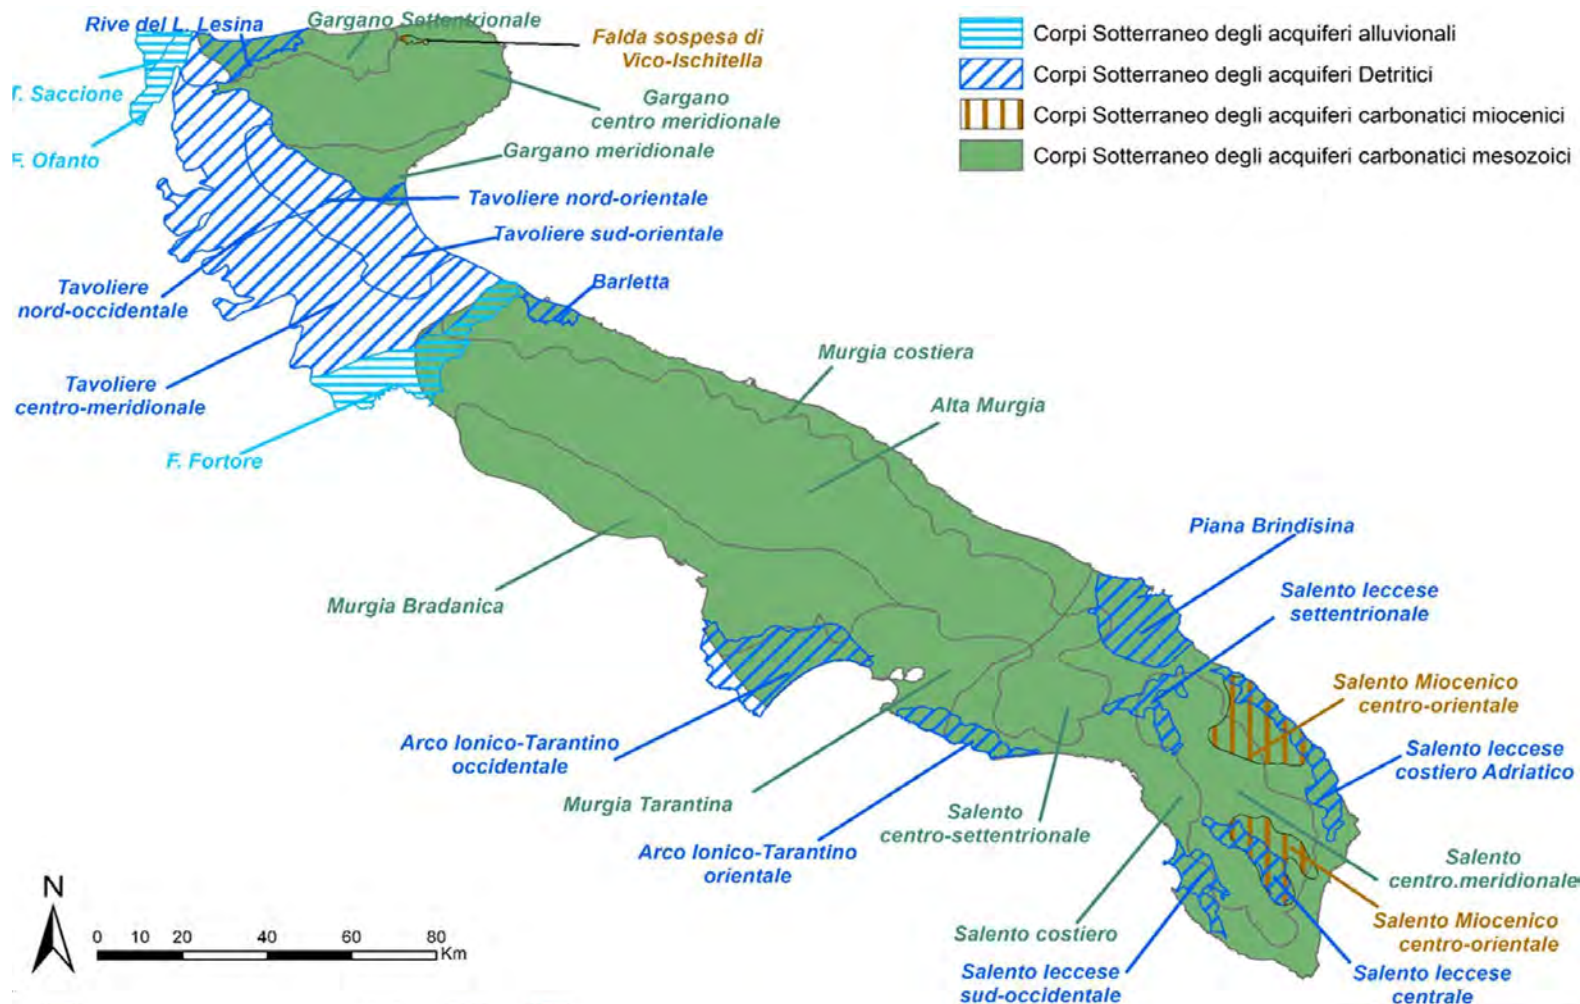 Rive del L. Lesina
Gargano Settentrionale
Falda sospesa di
Vico-Ischitella
T. Saccione
F. Ofanto
Gargano
centro meridionale
Gargano meridionale
Tavoliere nord-orientale
Tavoliere sud-orientale
Barletta
Tavoliere
nord-occidentale
Tavoliere
centro-meridionale
F. Fortore
Murgia costiera
Alta Murgia
Murgia Bradanica
Piana Brindisina
Salento leccese
settentrionale
Salento Miocenico
centro-orientale
Salento leccese
costiero Adriatico
Arco Ionico-Tarantino
occidentale
Murgia Tarantina
Arco Ionico-Tarantino
orientale
Salento
centro-settentrionale
Salento
centro.meridionale
Salento Miocenico
centro-orientale
Salento costiero
Salento leccese
sud-occidentale
Salento leccese
centrale
Corpi Sotterraneo degli acquiferi alluvionali
Corpi Sotterraneo degli acquiferi Detritici
Corpi Sotterraneo degli acquiferi carbonatici miocenici
Corpi Sotterraneo degli acquiferi carbonatici mesozoici
N
0 10 20 40 60 80
Km